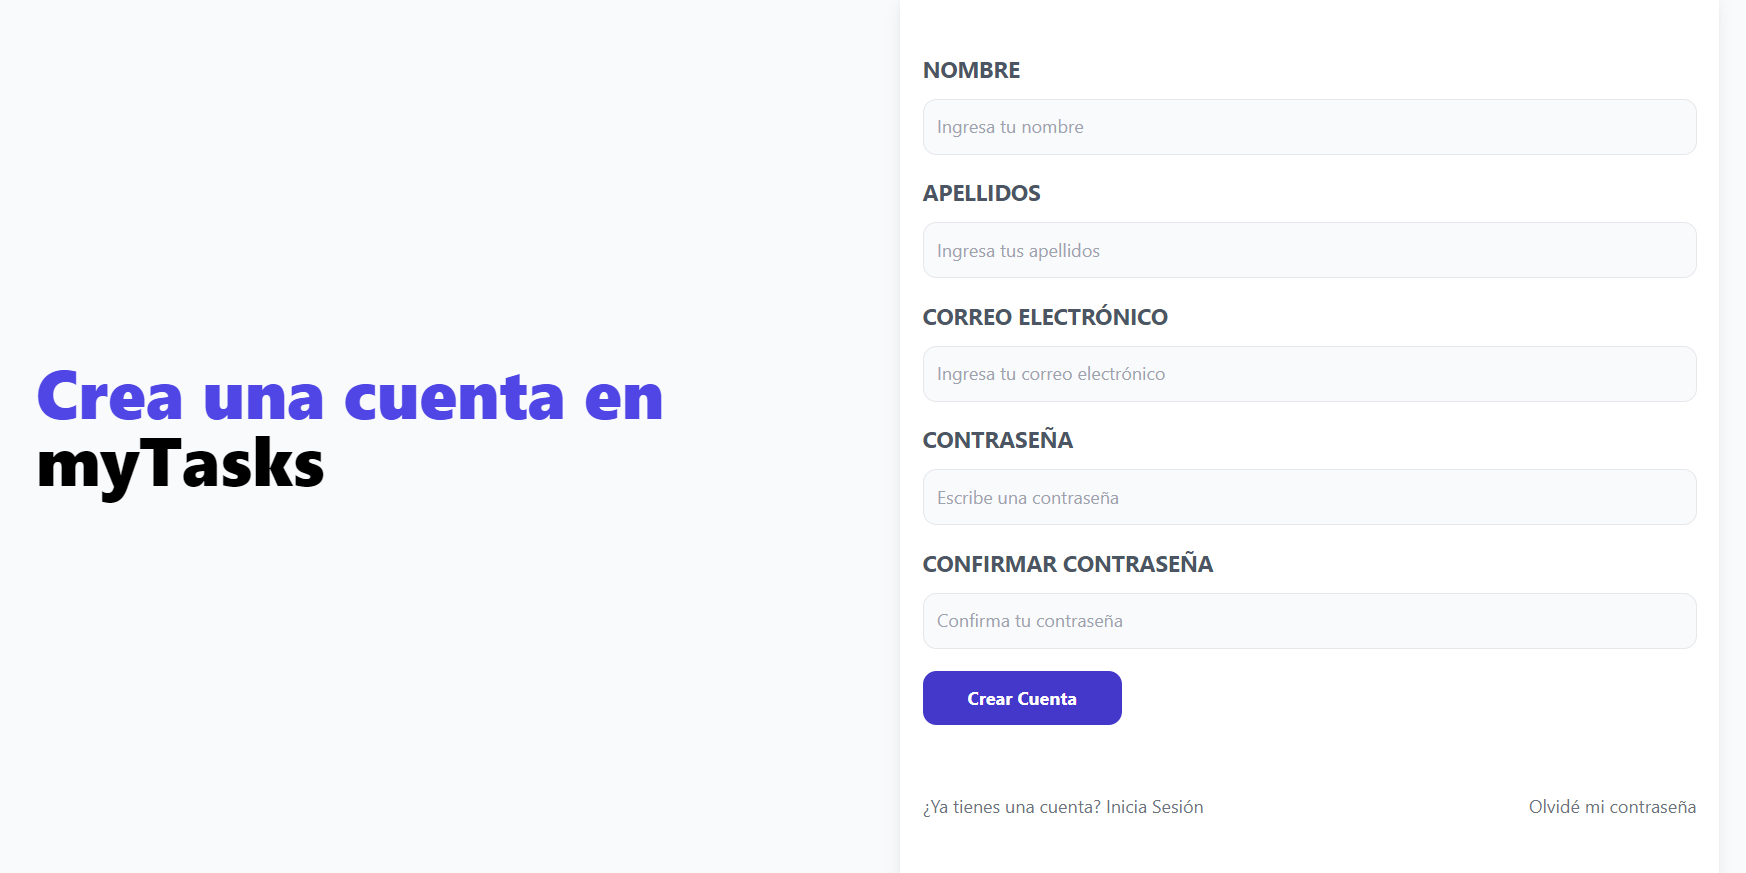 Crea una cuenta en
myTasks
NOMBRE
Ingresa tu nombre
APELLIDOS
Ingresa tus apellidos
CORREO ELECTRÓNICO
Ingresa tu correo electrónico
CONTRASEÑA
Escribe una contraseña
CONFIRMAR CONTRASEÑA
Confirma tu contraseña
Crear Cuenta
¿Ya tienes una cuenta? Inicia Sesión
Olvidé mi contraseña